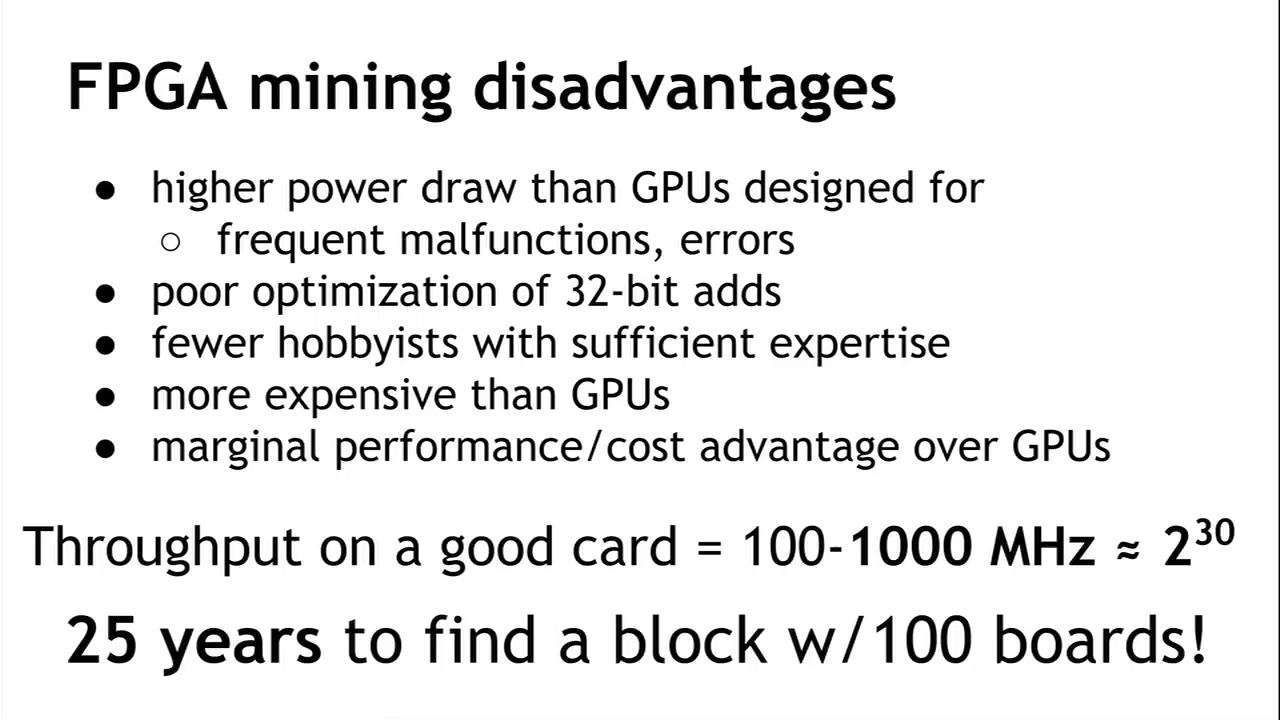 FPGA mining disadvantages
● higher power draw than GPUs designed for
○ frequent malfunctions, errors
● poor optimization of 32-bit adds
● fewer hobbyists with sufficient expertise
● more expensive than GPUs
● marginal performance/cost advantage over GPUs
Throughput on a good card = 100-1000 MHz ≈ 2³⁰
25 years to find a block w/100 boards!